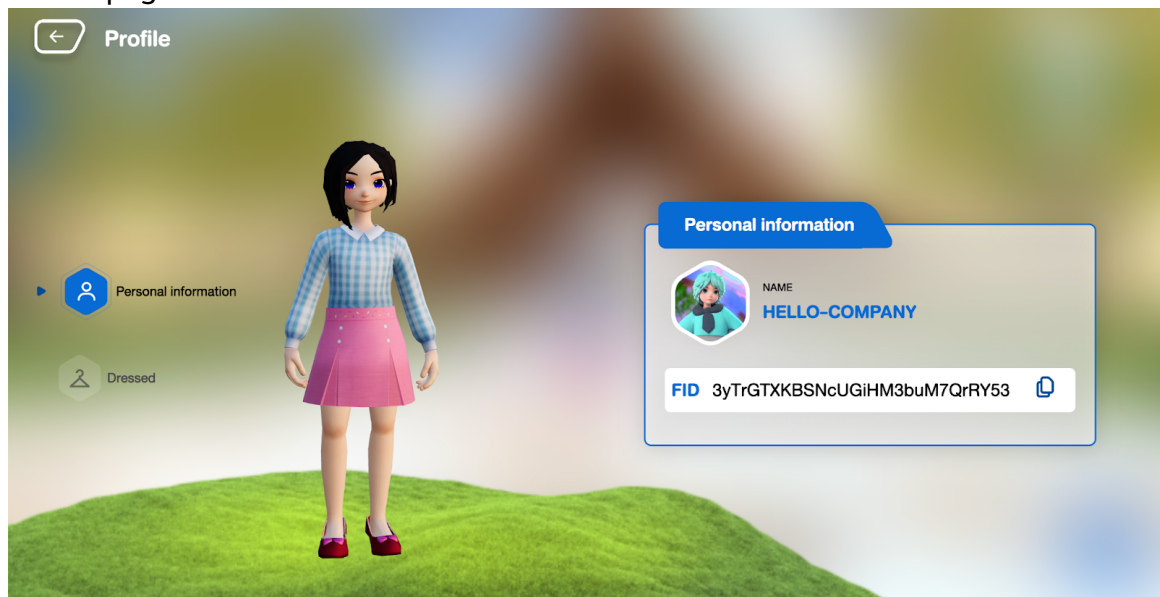 Profile
Personal information
Dressed
Personal information
NAME
HELLO-COMPANY
FID 3yTrGTXKBSNcUGiHM3buM7QrRY53